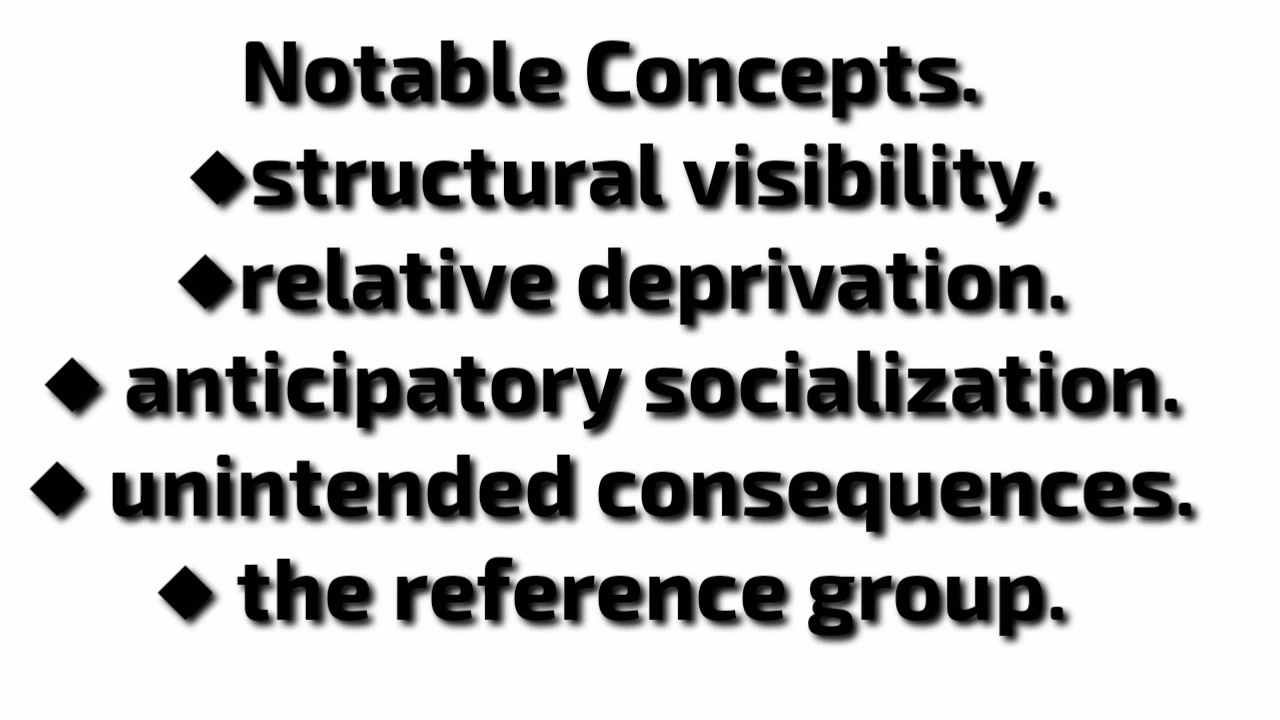 Notable Concepts.
◆structural visibility.
◆relative deprivation.
◆ anticipatory socialization.
◆ unintended consequences.
◆ the reference group.